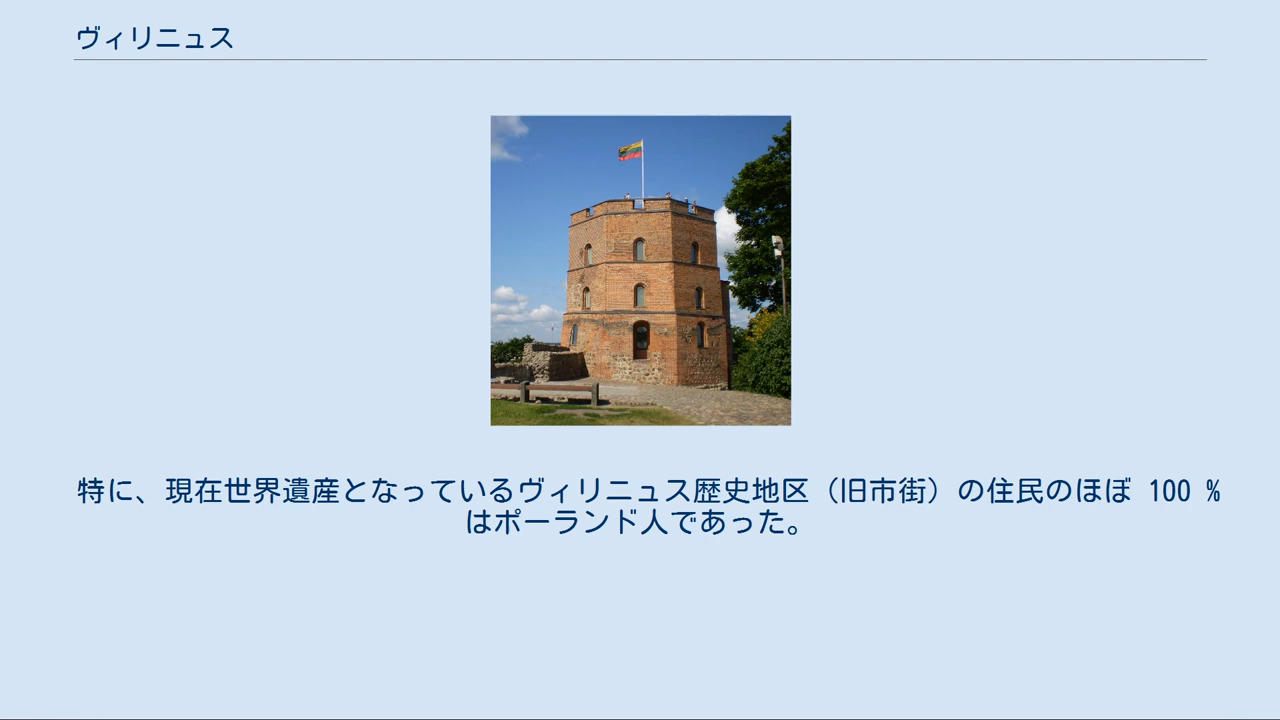 ヴィリニュス
特に、現在世界遺産となっているヴィリニュス歴史地区（旧市街）の住民のほぼ 100 %
はポーランド人であった。